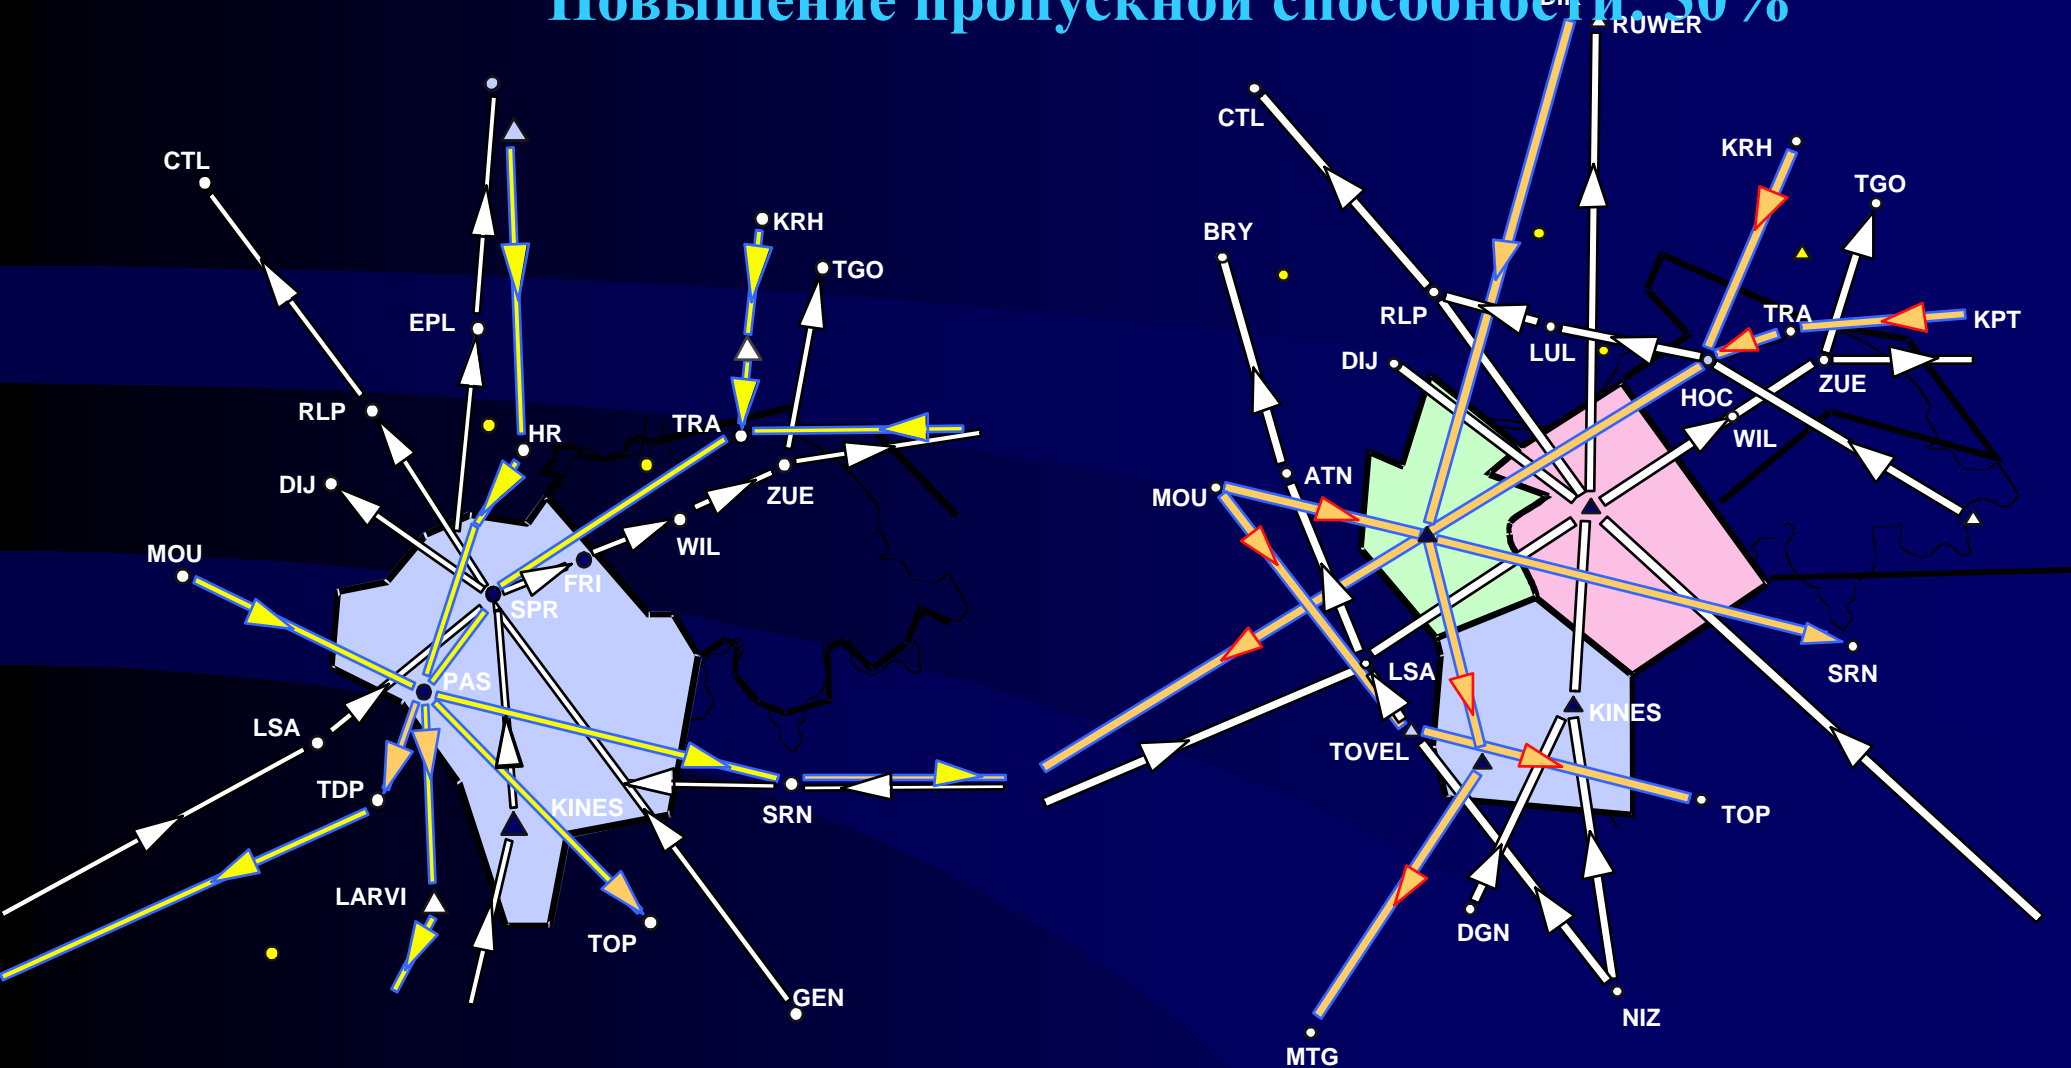 Повышение пропускной способности: 30%
RUWER
CTL
KRH
TGO
BRY
RLP
TRA
KPT
LUL
DIJ
ZUE
HOC
WIL
ATN
MOU
LSA
SRN
KINES
TOVEL
TOP
DGN
NIZ
MTG
CTL
KRH
TGO
EPL
RLP
HR
TRA
DIJ
ZUE
WIL
MOU
FRI
SPR
PAS
LSA
TDP
KINES
SRN
LARVI
TOP
GEN